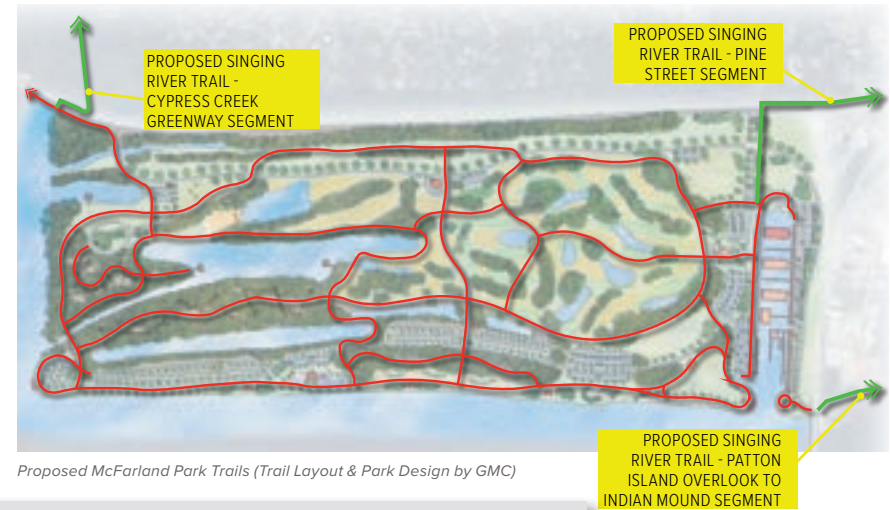 PROPOSED SINGING
RIVER TRAIL -
CYPRESS CREEK
GREENWAY SEGMENT
PROPOSED SINGING
RIVER TRAIL - PINE
STREET SEGMENT
PROPOSED SINGING
RIVER TRAIL - PATTON
ISLAND OVERLOOK TO
INDIAN MOUND SEGMENT
Proposed McFarland Park Trails (Trail Layout & Park Design by GMC)